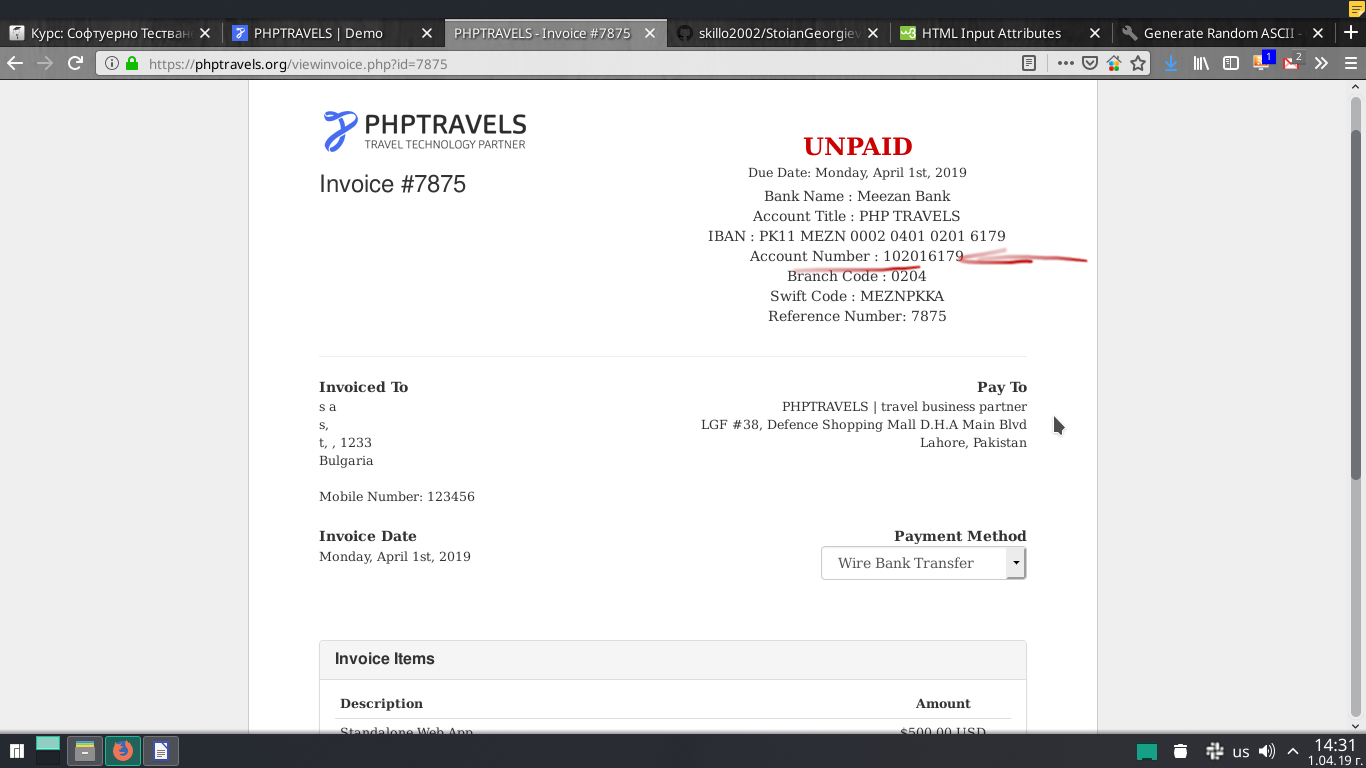 Курс: Софтуерно Тестван
PHPTRAVELS | Demo
PHPTRAVELS - Invoice #7875
skillo2002/StoianGeorgiev
HTML Input Attributes
Generate Random ASCII -
https://phptravels.org/viewinvoice.php?id=7875
1
2
PHPTRAVELS
TRAVEL TECHNOLOGY PARTNER
Invoice #7875
UNPAID
Due Date: Monday, April 1st, 2019
Bank Name : Meezan Bank
Account Title : PHP TRAVELS
IBAN : PK11 MEZN 0002 0401 0201 6179
Account Number : 102016179
Branch Code : 0204
Swift Code : MEZNPKKA
Reference Number: 7875
Invoiced To
s a
s,
t, , 1233
Bulgaria
Mobile Number: 123456
Pay To
PHPTRAVELS | travel business partner
LGF #38, Defence Shopping Mall D.H.A Main Blvd
Lahore, Pakistan
Invoice Date
Monday, April 1st, 2019
Payment Method
Wire Bank Transfer
Invoice Items
Description Amount
Standalone Web App $500.00 USD
us
14:31
1.04.19 г.